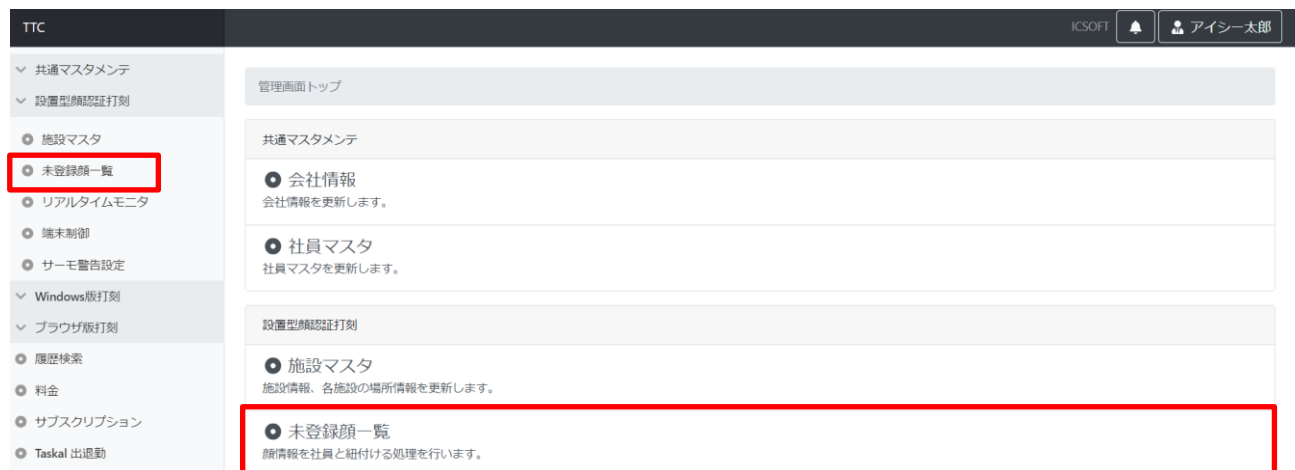 TTC
ICSOFT
アイシー太郎
共通マスタメンテ
設置型顔認証打刻
施設マスタ
未登録顔一覧
リアルタイムモニタ
端末制御
サーモ警告設定
Windows版打刻
ブラウザ版打刻
履歴検索
料金
サブスクリプション
Taskal 出退勤
管理画面トップ
共通マスタメンテ
会社情報
会社情報を更新します。
社員マスタ
社員マスタを更新します。
設置型顔認証打刻
施設マスタ
施設情報、各施設の場所情報を更新します。
未登録顔一覧
顔情報を社員と紐付ける処理を行います。